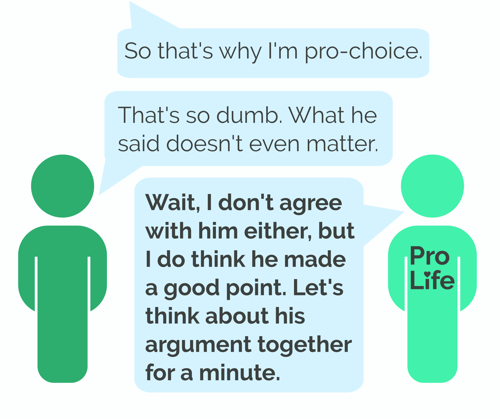 So that's why I'm pro-choice.
That's so dumb. What he
said doesn't even matter.
Wait, I don't agree
with him either, but
I do think he made
a good point. Let's
think about his
argument together
for a minute.
Pro
Life